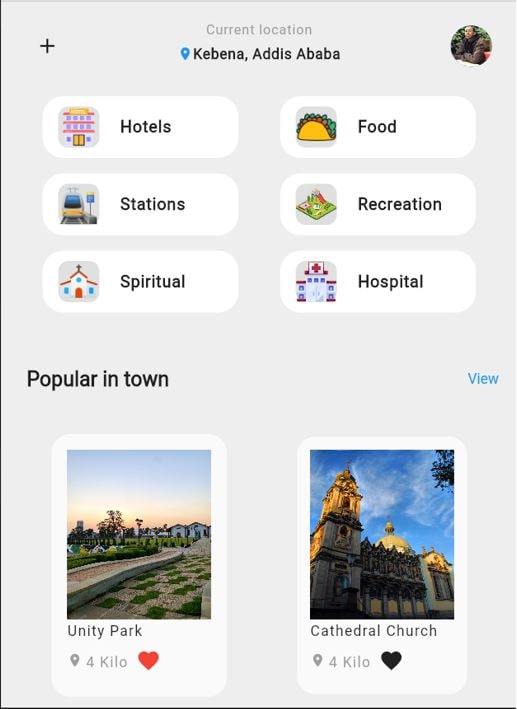 Current location
Kebena, Addis Ababa
Hotels
Food
Stations
Recreation
Spiritual
Hospital
Popular in town
View
Unity Park
4 Kilo
Cathedral Church
4 Kilo